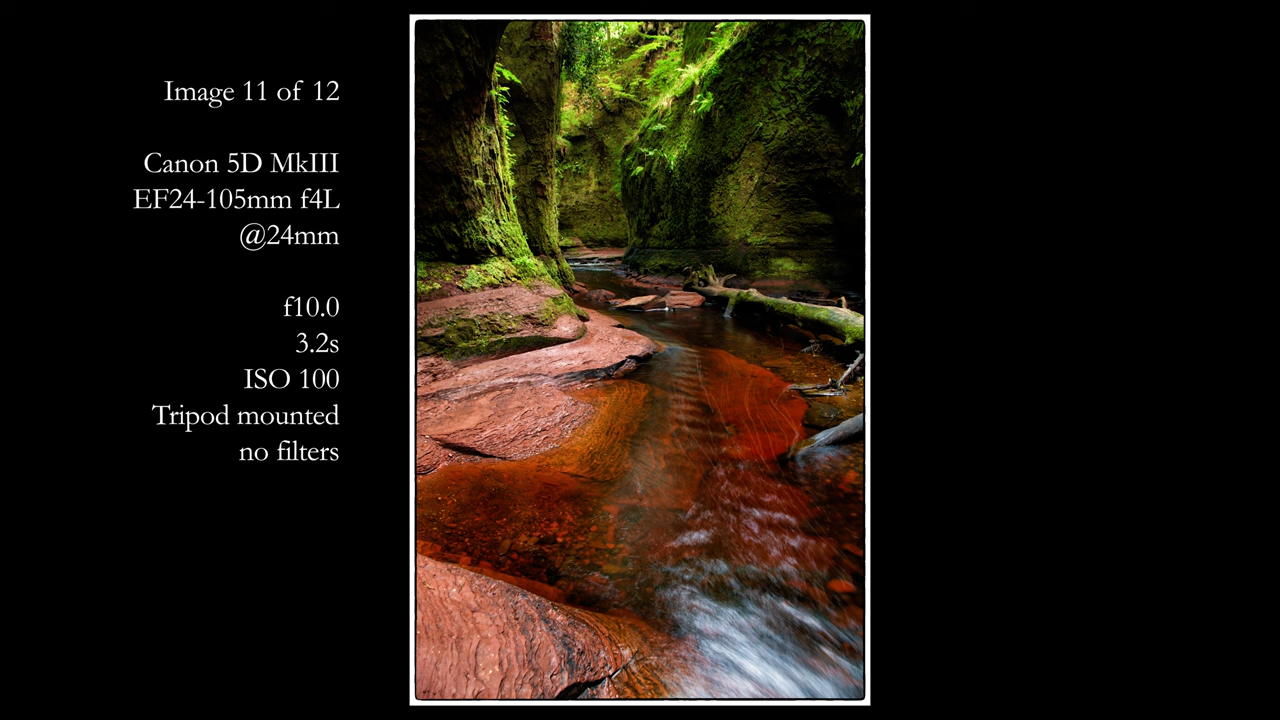 Image 11 of 12
Canon 5D MkIII
EF24-105mm f4L
@24mm
f10.0
3.2s
ISO 100
Tripod mounted
no filters